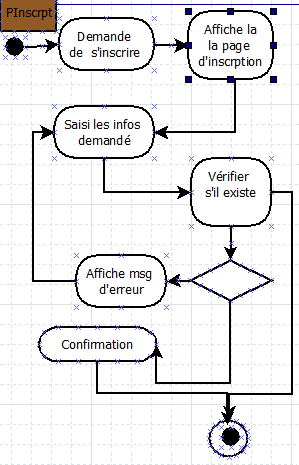 PInscrpt
Demande
de s'inscrire
Affiche la
la page
d'inscrption
Saisi les infos
demandé
Vérifier
s'il existe
Affiche msg
d'erreur
Confirmation